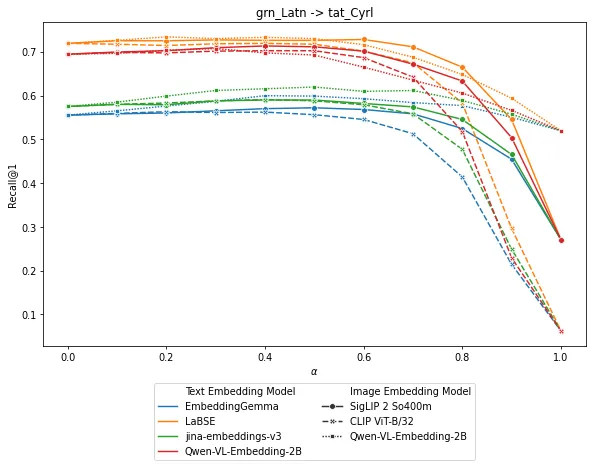 grn_Latn -> tat_Cyrl
0.7
0.6
0.5
0.4
0.3
0.2
0.1
Recall@1
0.0 0.2 0.4 0.6 0.8 1.0
α
Text Embedding Model Image Embedding Model
EmbeddingGemma SigLIP 2 So400m
LaBSE CLIP ViT-B/32
jina-embeddings-v3 Qwen-VL-Embedding-2B
Qwen-VL-Embedding-2B